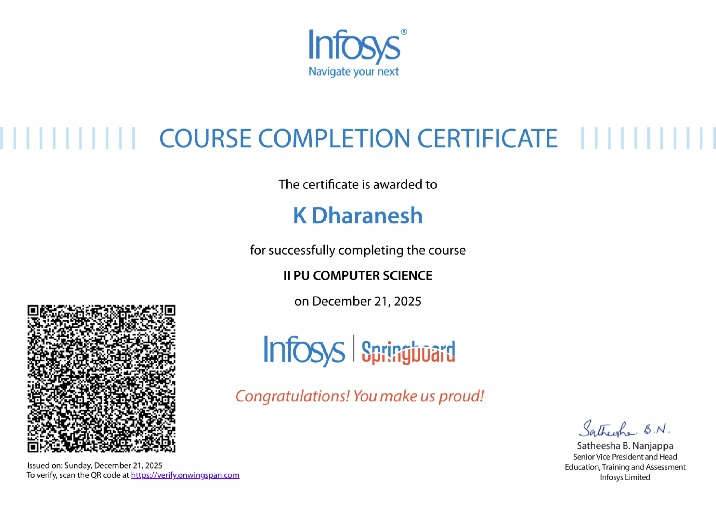 Infosys®
Navigate your next
COURSE COMPLETION CERTIFICATE
The certificate is awarded to
K Dharanesh
for successfully completing the course
II PU COMPUTER SCIENCE
on December 21, 2025
Infosys | Springboard
Congratulations! You make us proud!
Satheesha B.N.
Satheesha B. Nanjappa
Senior Vice President and Head
Education, Training and Assessment
Infosys Limited
Issued on: Sunday, December 21, 2025
To verify, scan the QR code at https://verify.onwingspan.com